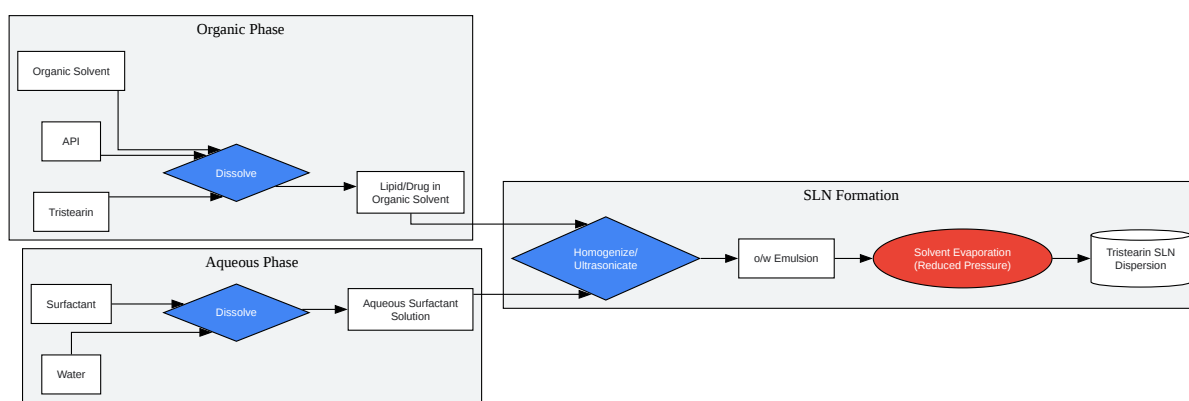 Organic Phase
Organic Solvent
API
Tristearin
Dissolve
Lipid/Drug in
Organic Solvent
Aqueous Phase
Surfactant
Water
Dissolve
Aqueous Surfactant
Solution
SLN Formation
Homogenize/
Ultrasonicate
o/w Emulsion
Solvent Evaporation
(Reduced Pressure)
Tristearin SLN
Dispersion